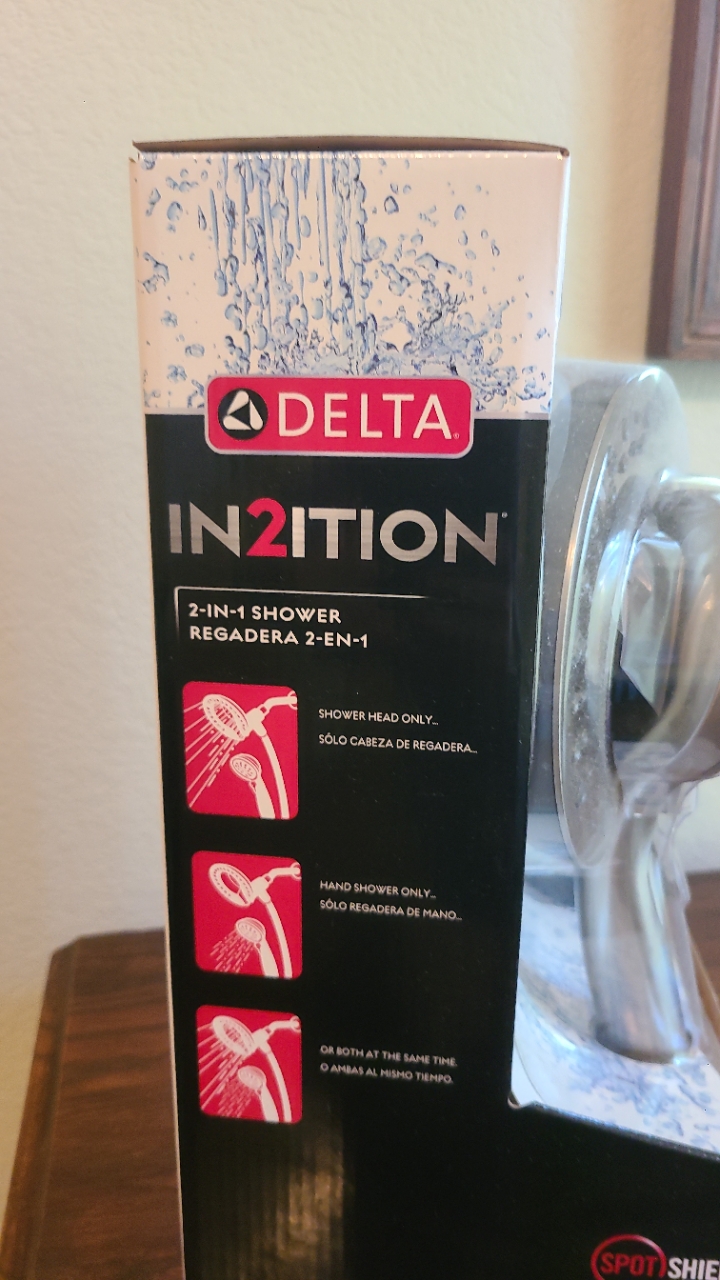 DELTA
IN2ITION
2-IN-1 SHOWER
REGADERA 2-EN-1
SHOWER HEAD ONLY...
SÓLO CABEZA DE REGADERA...
HAND SHOWER ONLY...
SÓLO REGADERA DE MANO...
OR BOTH AT THE SAME TIME.
O AMBAS AL MISMO TIEMPO.
SPOT